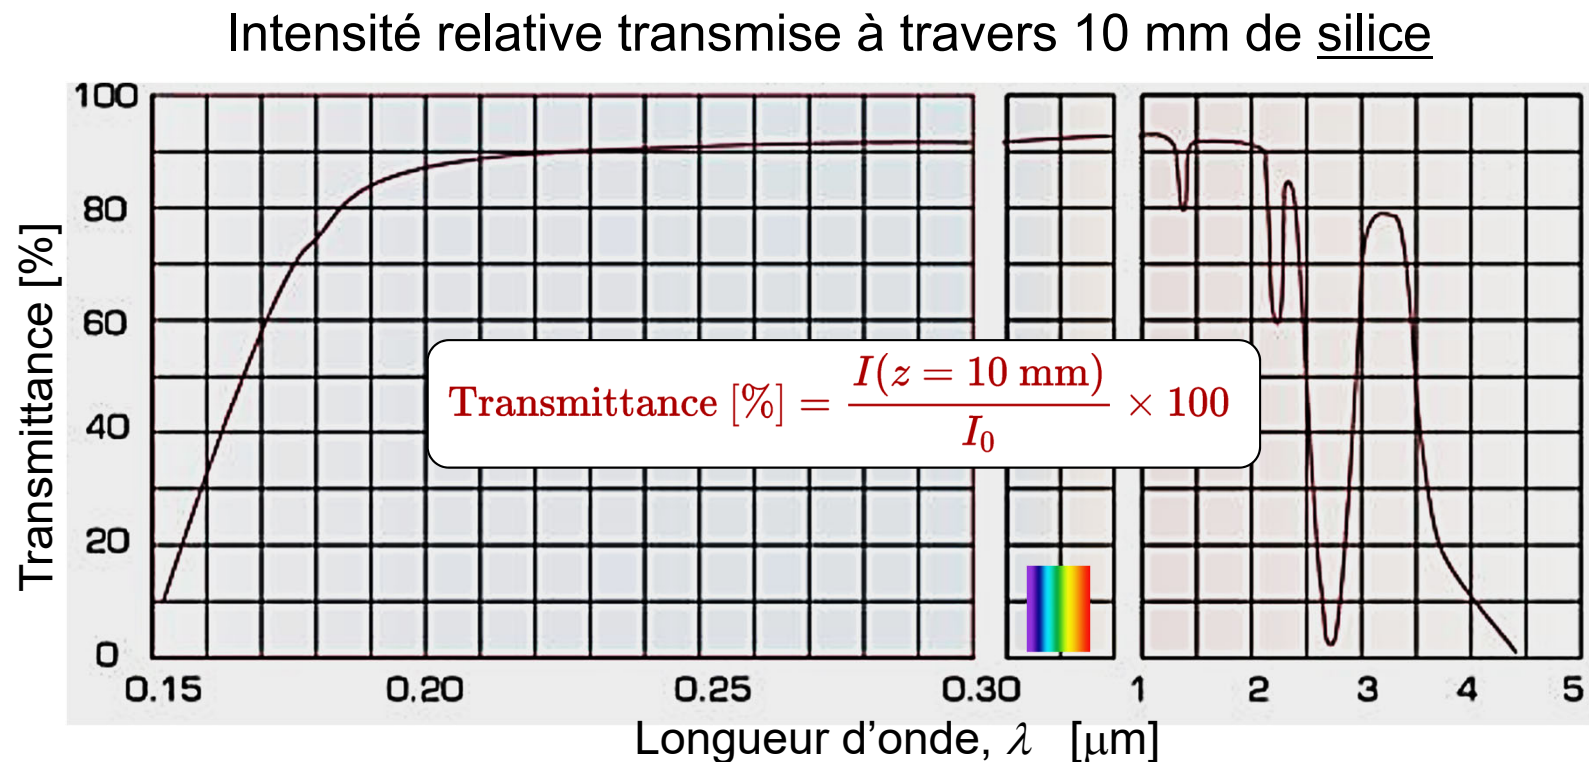 Intensité relative transmise à travers 10 mm de silice
100
80
60
40
20
0
Transmittance [%]
Transmittance [%] = I(z = 10 mm) / I₀ × 100
0.15 0.20 0.25 0.30 1 2 3 4 5
Longueur d'onde, λ [μm]